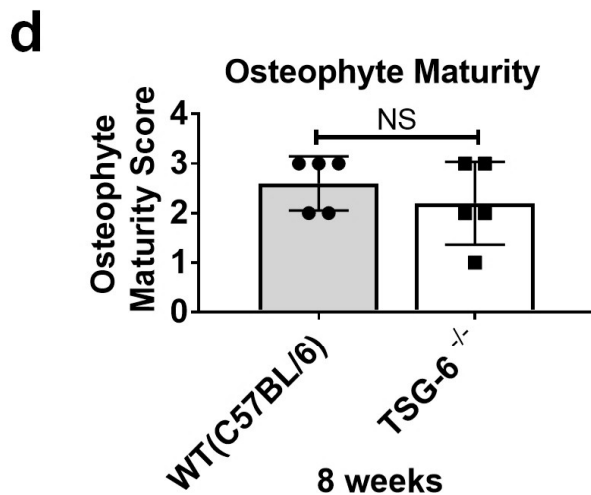 d
Osteophyte Maturity
Osteophyte
Maturity Score
4
3
2
1
0
NS
WT(C57BL/6)
TSG-6 -/-
8 weeks